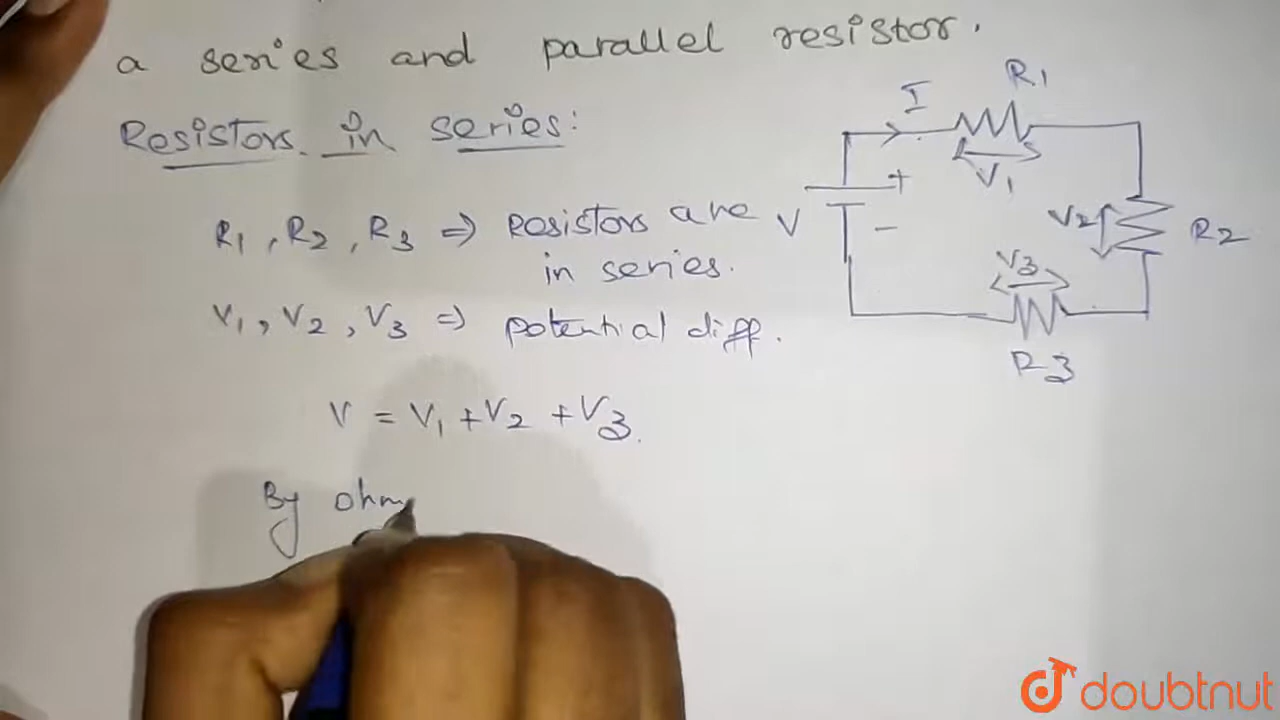 a series and parallel resistor.
Resistors in series:
R1, R2, R3 ⇒ Resistors are
in series.
V1, V2, V3 ⇒ potential diff.
V = V1 + V2 + V3.
By ohm
I
R1
V1
+
V
-
V2
R2
V3
R3
doubtnut